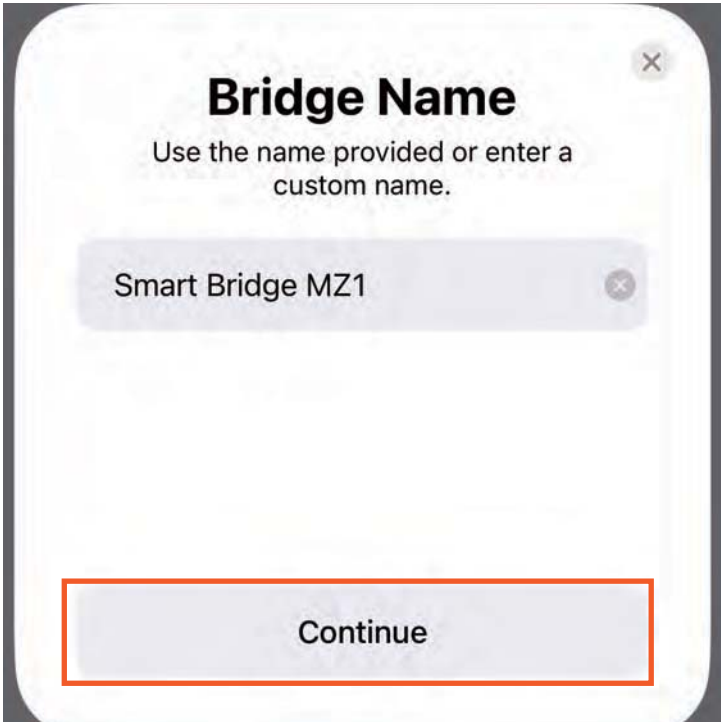 Bridge Name
Use the name provided or enter a
custom name.
Smart Bridge MZ1
Continue